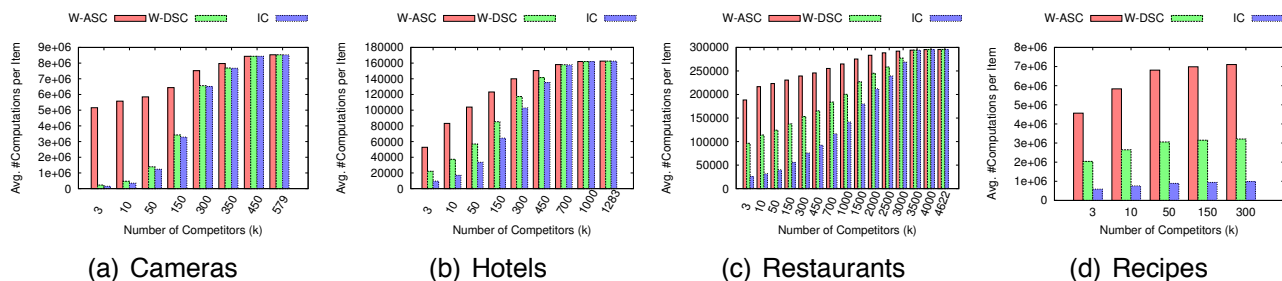 W-ASC W-DSC IC
Avg. #Computations per Item
9e+06
8e+06
7e+06
6e+06
5e+06
4e+06
3e+06
2e+06
1e+06
0
3 10 50 150 300 350 450 579
Number of Competitors (k)
(a) Cameras
W-ASC W-DSC IC
Avg. #Computations per Item
180000
160000
140000
120000
100000
80000
60000
40000
20000
0
3 10 50 150 300 450 700 1000 1283
Number of Competitors (k)
(b) Hotels
W-ASC W-DSC IC
Avg. #Computations per Item
300000
250000
200000
150000
100000
50000
0
3 10 50 150 300 450 700 1000 1500 2000 2500 3000 3500 4000 4622
Number of Competitors (k)
(c) Restaurants
W-ASC W-DSC IC
Avg. #Computations per Item
8e+06
7e+06
6e+06
5e+06
4e+06
3e+06
2e+06
1e+06
0
3 10 50 150 300
Number of Competitors (k)
(d) Recipes